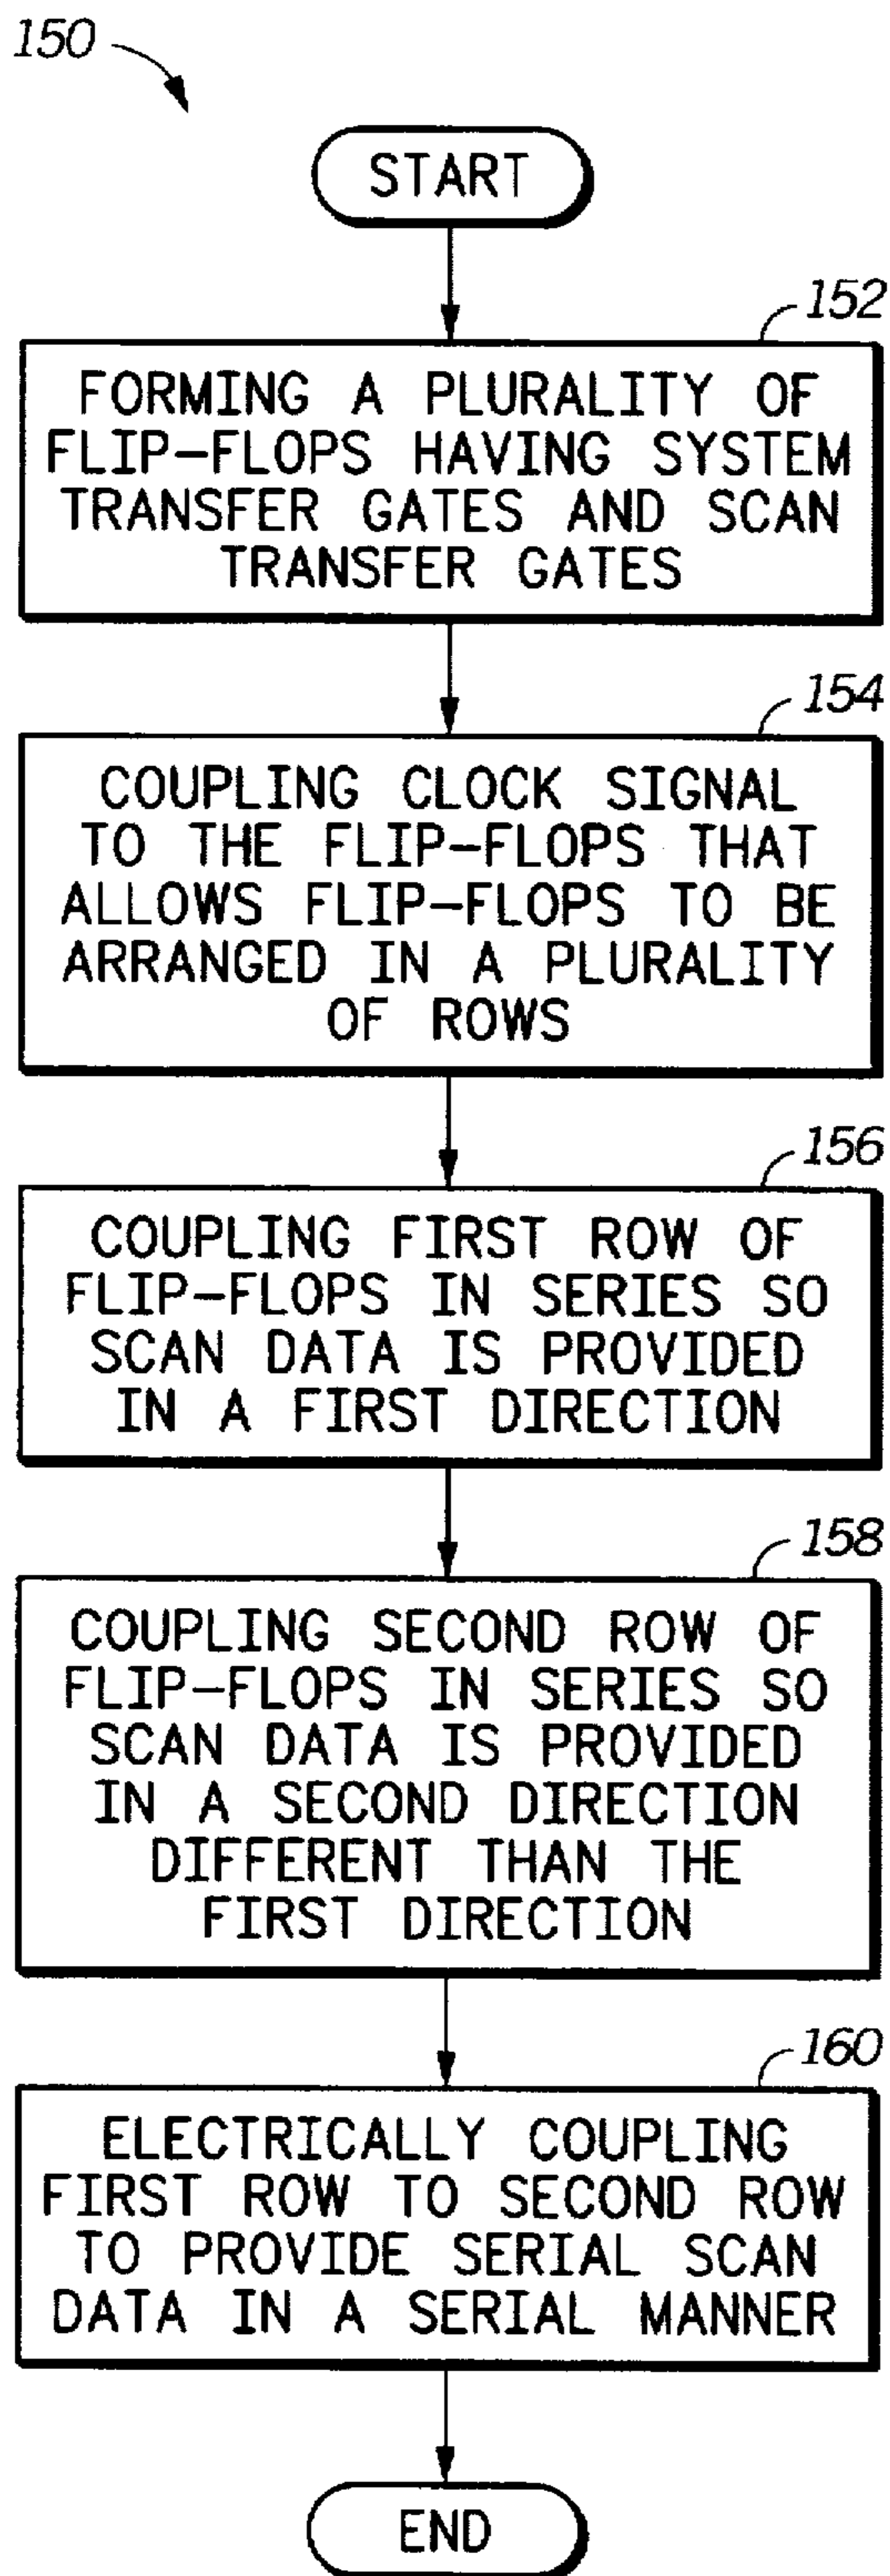 150
START
152
FORMING A PLURALITY OF
FLIP-FLOPS HAVING SYSTEM
TRANSFER GATES AND SCAN
TRANSFER GATES
154
COUPLING CLOCK SIGNAL
TO THE FLIP-FLOPS THAT
ALLOWS FLIP-FLOPS TO BE
ARRANGED IN A PLURALITY
OF ROWS
156
COUPLING FIRST ROW OF
FLIP-FLOPS IN SERIES SO
SCAN DATA IS PROVIDED
IN A FIRST DIRECTION
158
COUPLING SECOND ROW OF
FLIP-FLOPS IN SERIES SO
SCAN DATA IS PROVIDED
IN A SECOND DIRECTION
DIFFERENT THAN THE
FIRST DIRECTION
160
ELECTRICALLY COUPLING
FIRST ROW TO SECOND ROW
TO PROVIDE SERIAL SCAN
DATA IN A SERIAL MANNER
END